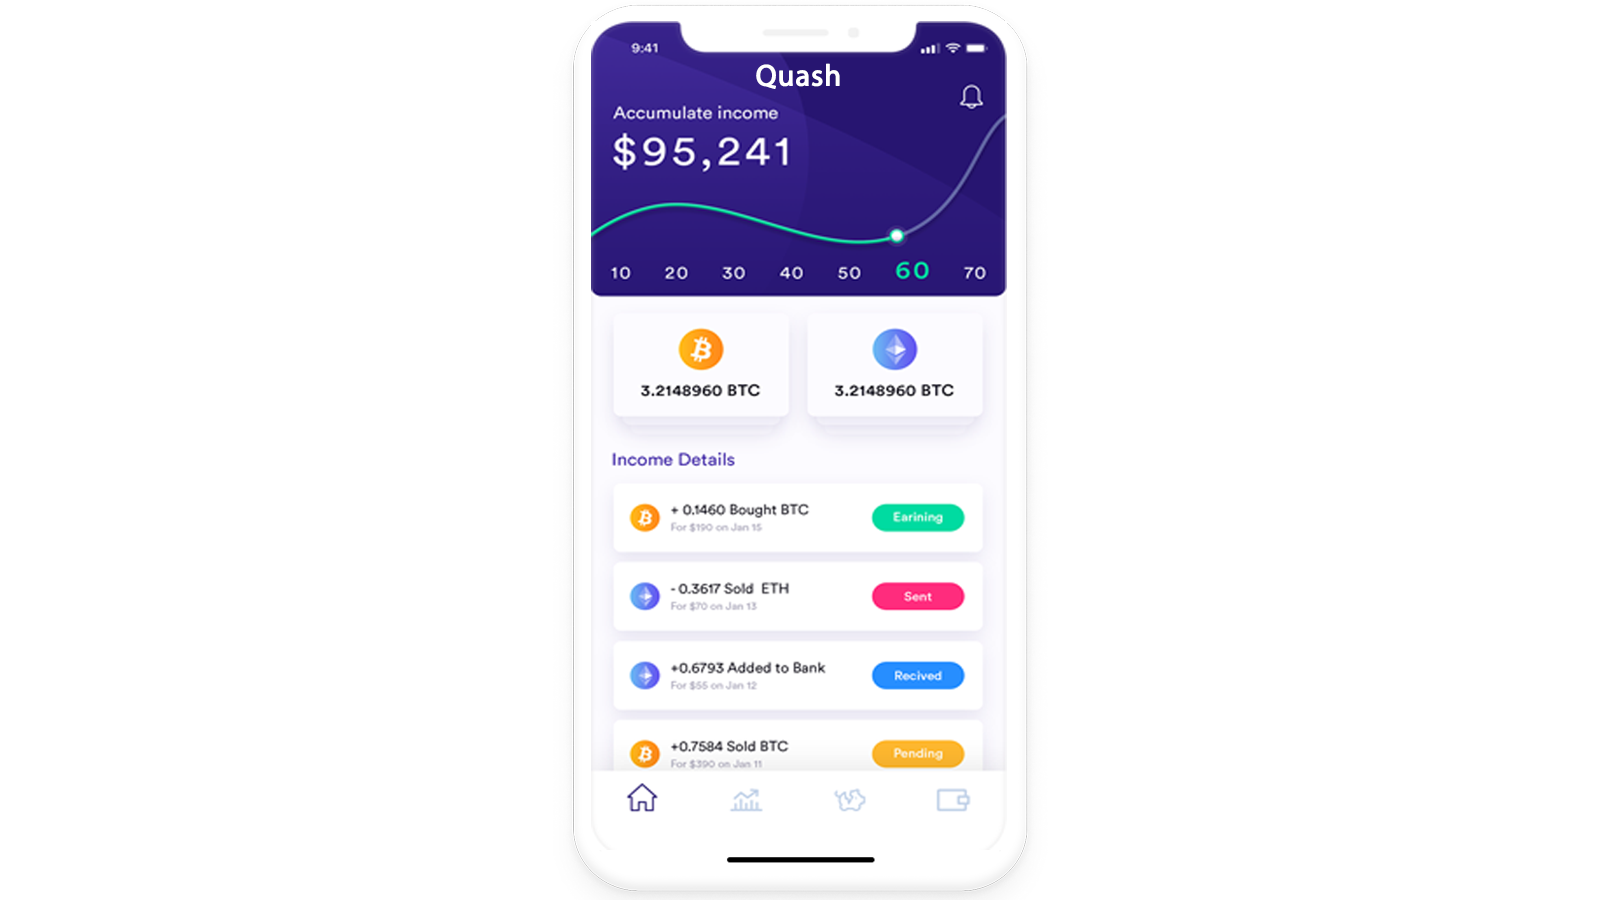 9:41
Quash
Accumulate income
$95,241
10 20 30 40 50 60 70
3.2148960 BTC
3.2148960 BTC
Income Details
+ 0.1460 Bought BTC
For $190 on Jan 15
Earining
- 0.3617 Sold ETH
For $70 on Jan 13
Sent
+0.6793 Added to Bank
For $55 on Jan 12
Recived
+0.7584 Sold BTC
For $390 on Jan 11
Pending